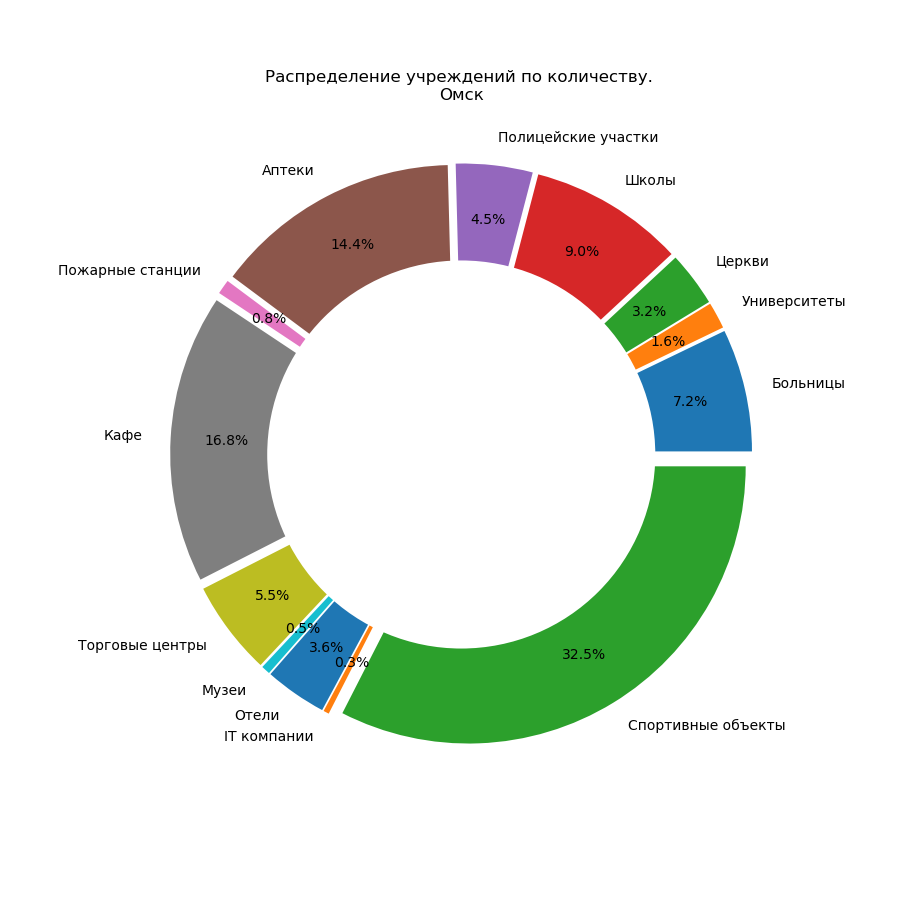 Распределение учреждений по количеству.
Омск
Полицейские участки
Аптеки
Школы
4.5%
14.4%
9.0%
Церкви
Пожарные станции
Университеты
3.2%
0.8%
1.6%
Больницы
7.2%
Кафе
16.8%
5.5%
0.5%
Торговые центры
3.6%
32.5%
0.3%
Музеи
Отели
Спортивные объекты
IT компании